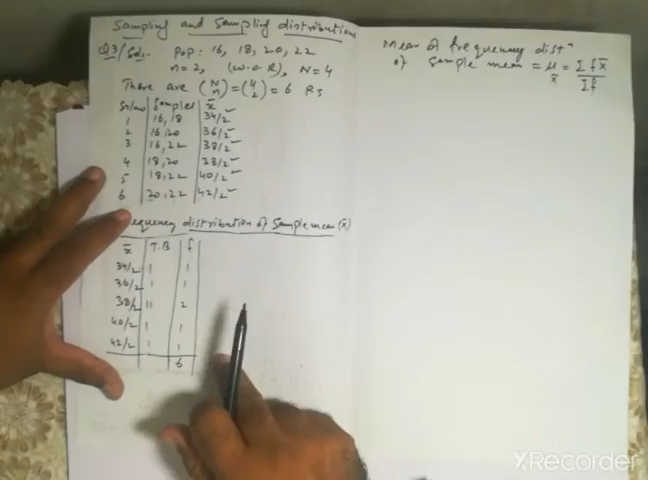 Sampling and Sampling distributions
Q3/ Sol:- Pop: 16, 18, 20, 22
n=2, (W.O.R), N=4
There are (N n) = (4 2) = 6 R.S
Sr/no Samples x̄
1 16, 18 34/2
2 16, 20 36/2
3 16, 22 38/2
4 18, 20 38/2
5 18, 22 40/2
6 20, 22 42/2
Frequency distribution of Sample mean (x̄)
x̄ T.B f
34/2 | 1
36/2 | 1
38/2 || 2
40/2 | 1
42/2 | 1
6
Mean of frequency distⁿ
of sample mean = μx̄ = Σfx̄/Σf
XRecorder